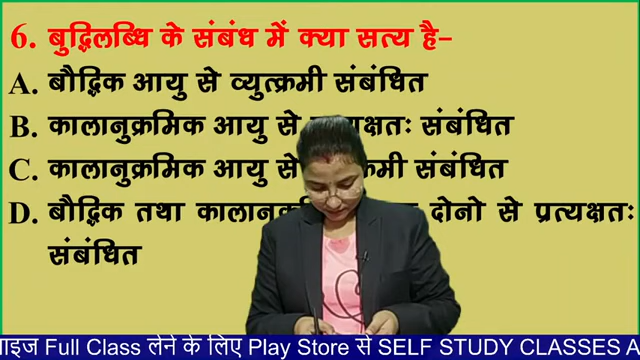 6. बुद्धिलब्धि के संबंध में क्या सत्य है-
A. बौद्धिक आयु से व्युत्क्रमी संबंधित
B. कालानुक्रमिक आयु से संबंधित
C. कालानुक्रमिक आयु से संबंधित
D. बौद्धिक तथा दोनो से प्रत्यक्षतः
संबंधित
Full Class लेने के लिए Play Store से SELF STUDY CLASSES